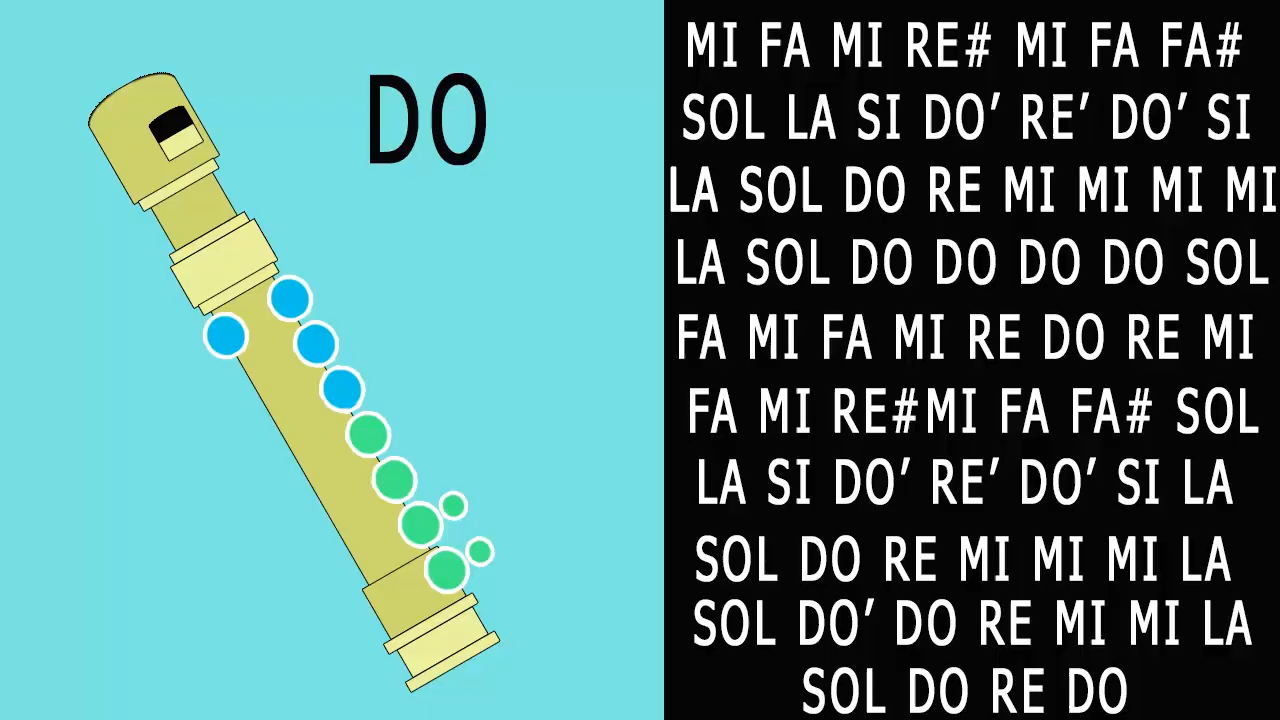 DO
MI FA MI RE# MI FA FA#
SOL LA SI DO’ RE’ DO’ SI
LA SOL DO RE MI MI MI MI
LA SOL DO DO DO DO SOL
FA MI FA MI RE DO RE MI
FA MI RE#MI FA FA# SOL
LA SI DO’ RE’ DO’ SI LA
SOL DO RE MI MI MI LA
SOL DO’ DO RE MI MI LA
SOL DO RE DO